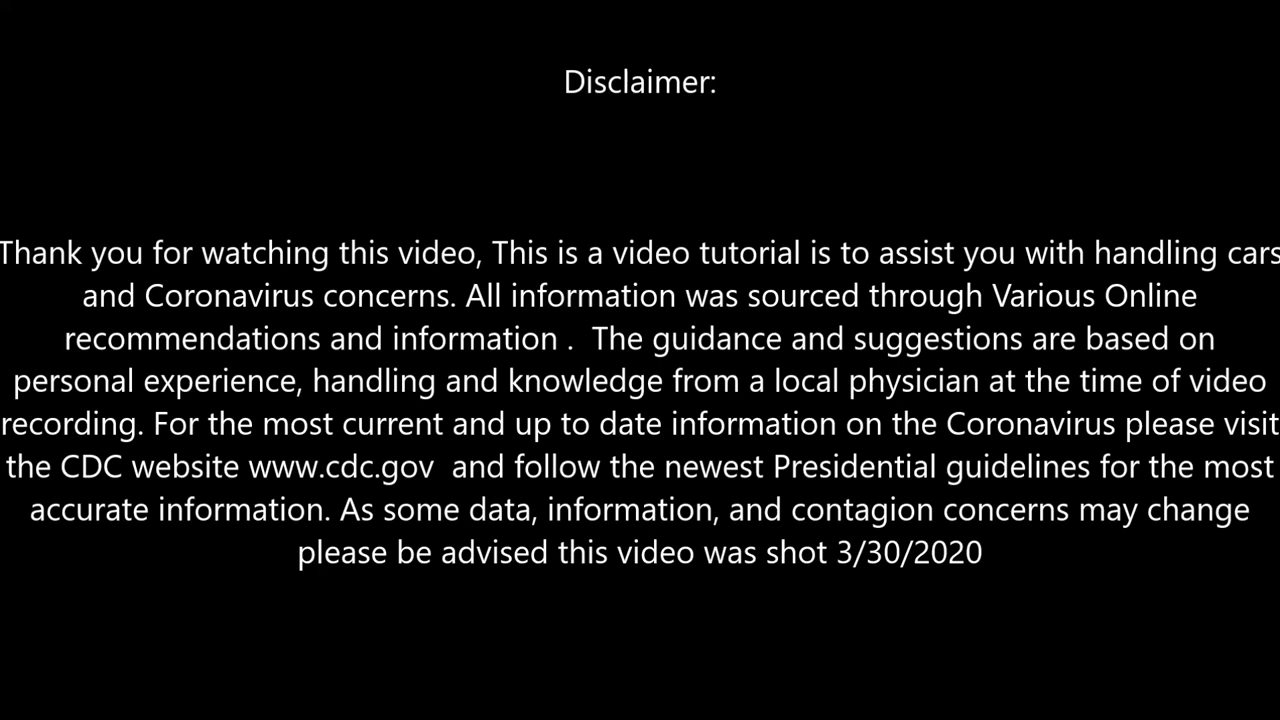 Disclaimer:
Thank you for watching this video, This is a video tutorial is to assist you with handling cars
and Coronavirus concerns. All information was sourced through Various Online
recommendations and information .  The guidance and suggestions are based on
personal experience, handling and knowledge from a local physician at the time of video
recording. For the most current and up to date information on the Coronavirus please visit
the CDC website www.cdc.gov  and follow the newest Presidential guidelines for the most
accurate information. As some data, information, and contagion concerns may change
please be advised this video was shot 3/30/2020